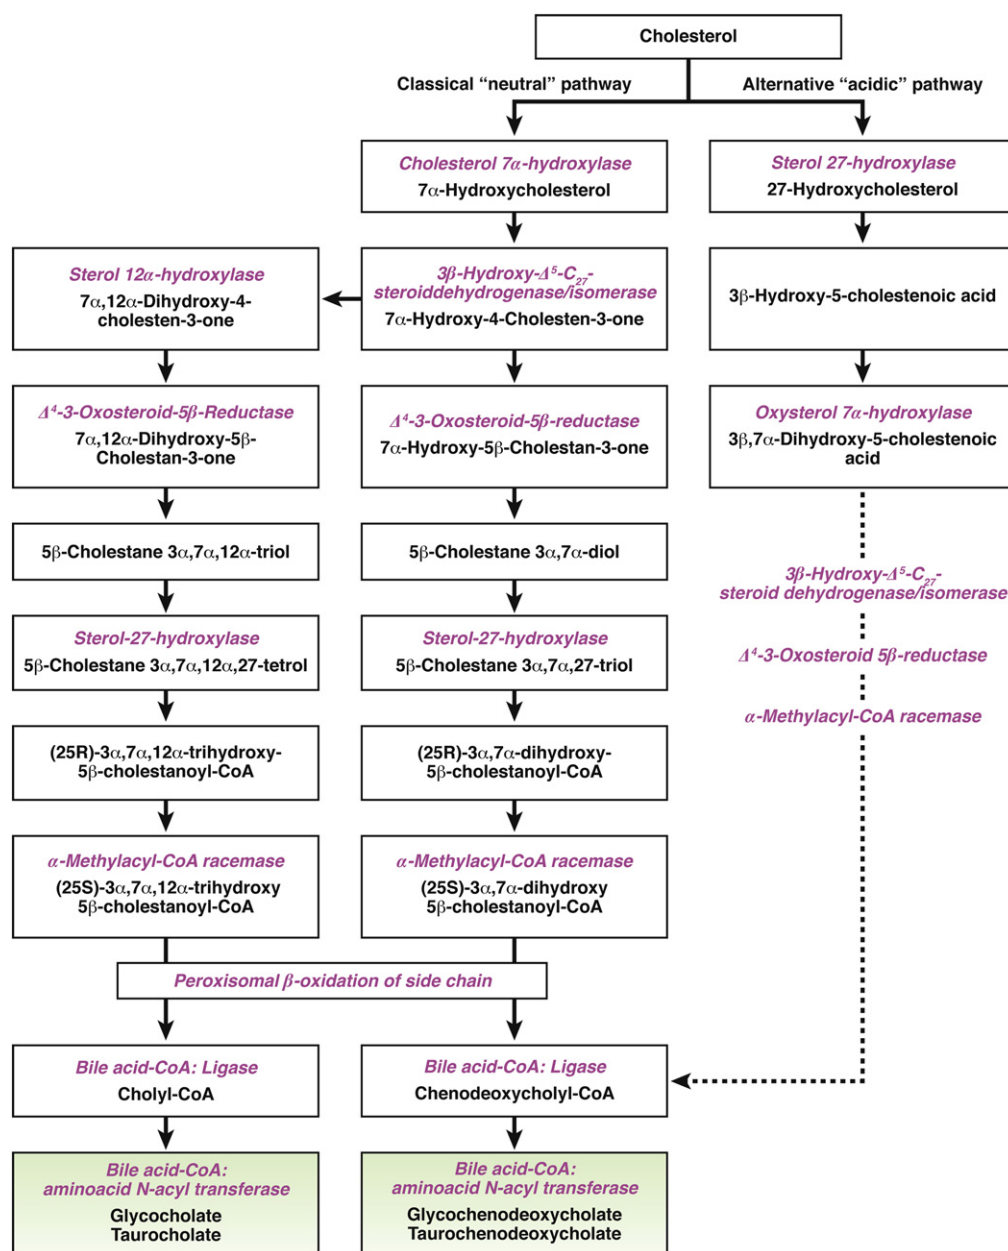 Cholesterol
Classical “neutral” pathway
Alternative “acidic” pathway
Cholesterol 7α-hydroxylase
7α-Hydroxycholesterol
Sterol 27-hydroxylase
27-Hydroxycholesterol
Sterol 12α-hydroxylase
7α,12α-Dihydroxy-4-
cholesten-3-one
3β-Hydroxy-Δ⁵-C₂₇-
steroiddehydrogenase/isomerase
7α-Hydroxy-4-Cholesten-3-one
3β-Hydroxy-5-cholestenoic acid
Δ⁴-3-Oxosteroid-5β-Reductase
7α,12α-Dihydroxy-5β-
Cholestan-3-one
Δ⁴-3-Oxosteroid-5β-reductase
7α-Hydroxy-5β-Cholestan-3-one
Oxysterol 7α-hydroxylase
3β,7α-Dihydroxy-5-cholestenoic
acid
5β-Cholestane 3α,7α,12α-triol
5β-Cholestane 3α,7α-diol
3β-Hydroxy-Δ⁵-C₂₇-
steroid dehydrogenase/isomerase
Sterol-27-hydroxylase
5β-Cholestane 3α,7α,12α,27-tetrol
Sterol-27-hydroxylase
5β-Cholestane 3α,7α,27-triol
Δ⁴-3-Oxosteroid 5β-reductase
α-Methylacyl-CoA racemase
(25R)-3α,7α,12α-trihydroxy-
5β-cholestanoyl-CoA
(25R)-3α,7α-dihydroxy-
5β-cholestanoyl-CoA
α-Methylacyl-CoA racemase
(25S)-3α,7α,12α-trihydroxy
5β-cholestanoyl-CoA
α-Methylacyl-CoA racemase
(25S)-3α,7α-dihydroxy
5β-cholestanoyl-CoA
Peroxisomal β-oxidation of side chain
Bile acid-CoA: Ligase
Cholyl-CoA
Bile acid-CoA: Ligase
Chenodeoxycholyl-CoA
Bile acid-CoA:
aminoacid N-acyl transferase
Glycocholate
Taurocholate
Bile acid-CoA:
aminoacid N-acyl transferase
Glycochenodeoxycholate
Taurochenodeoxycholate